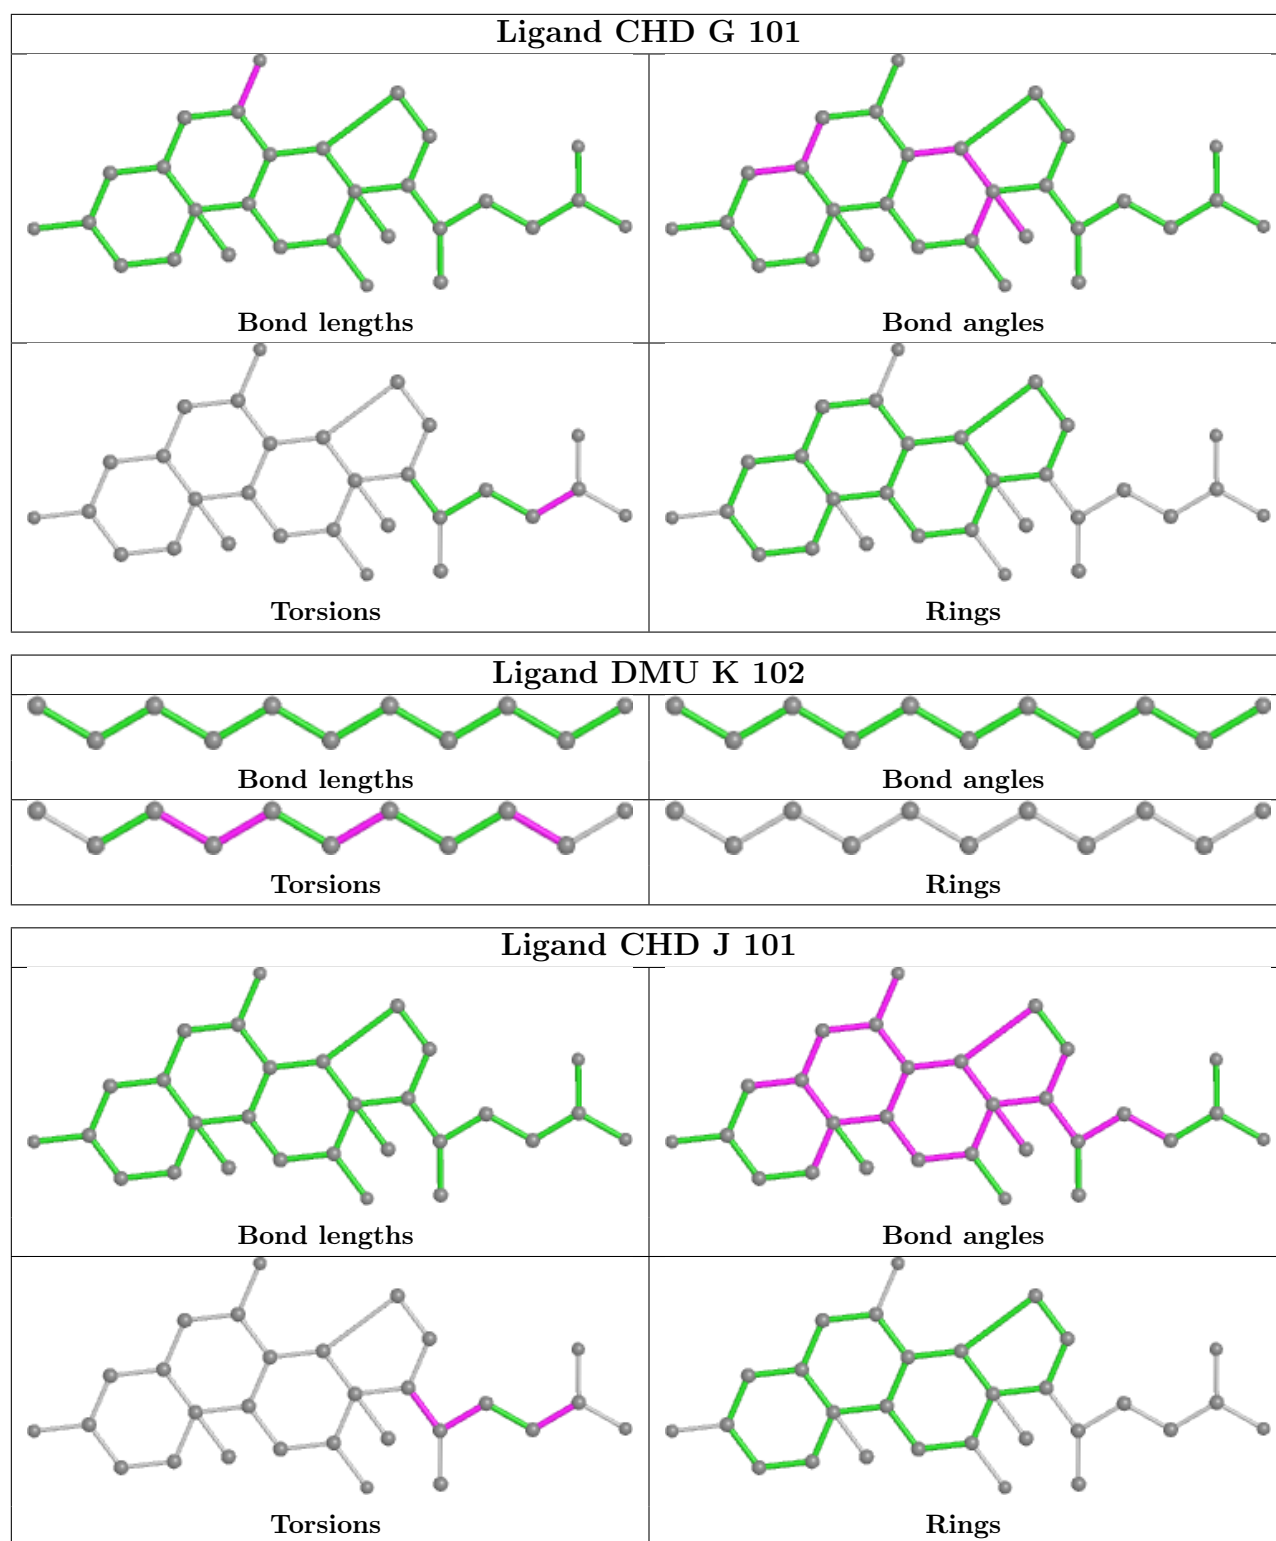 Ligand CHD G 101
Bond lengths
Bond angles
Torsions
Rings
Ligand DMU K 102
Bond lengths
Bond angles
Torsions
Rings
Ligand CHD J 101
Bond lengths
Bond angles
Torsions
Rings